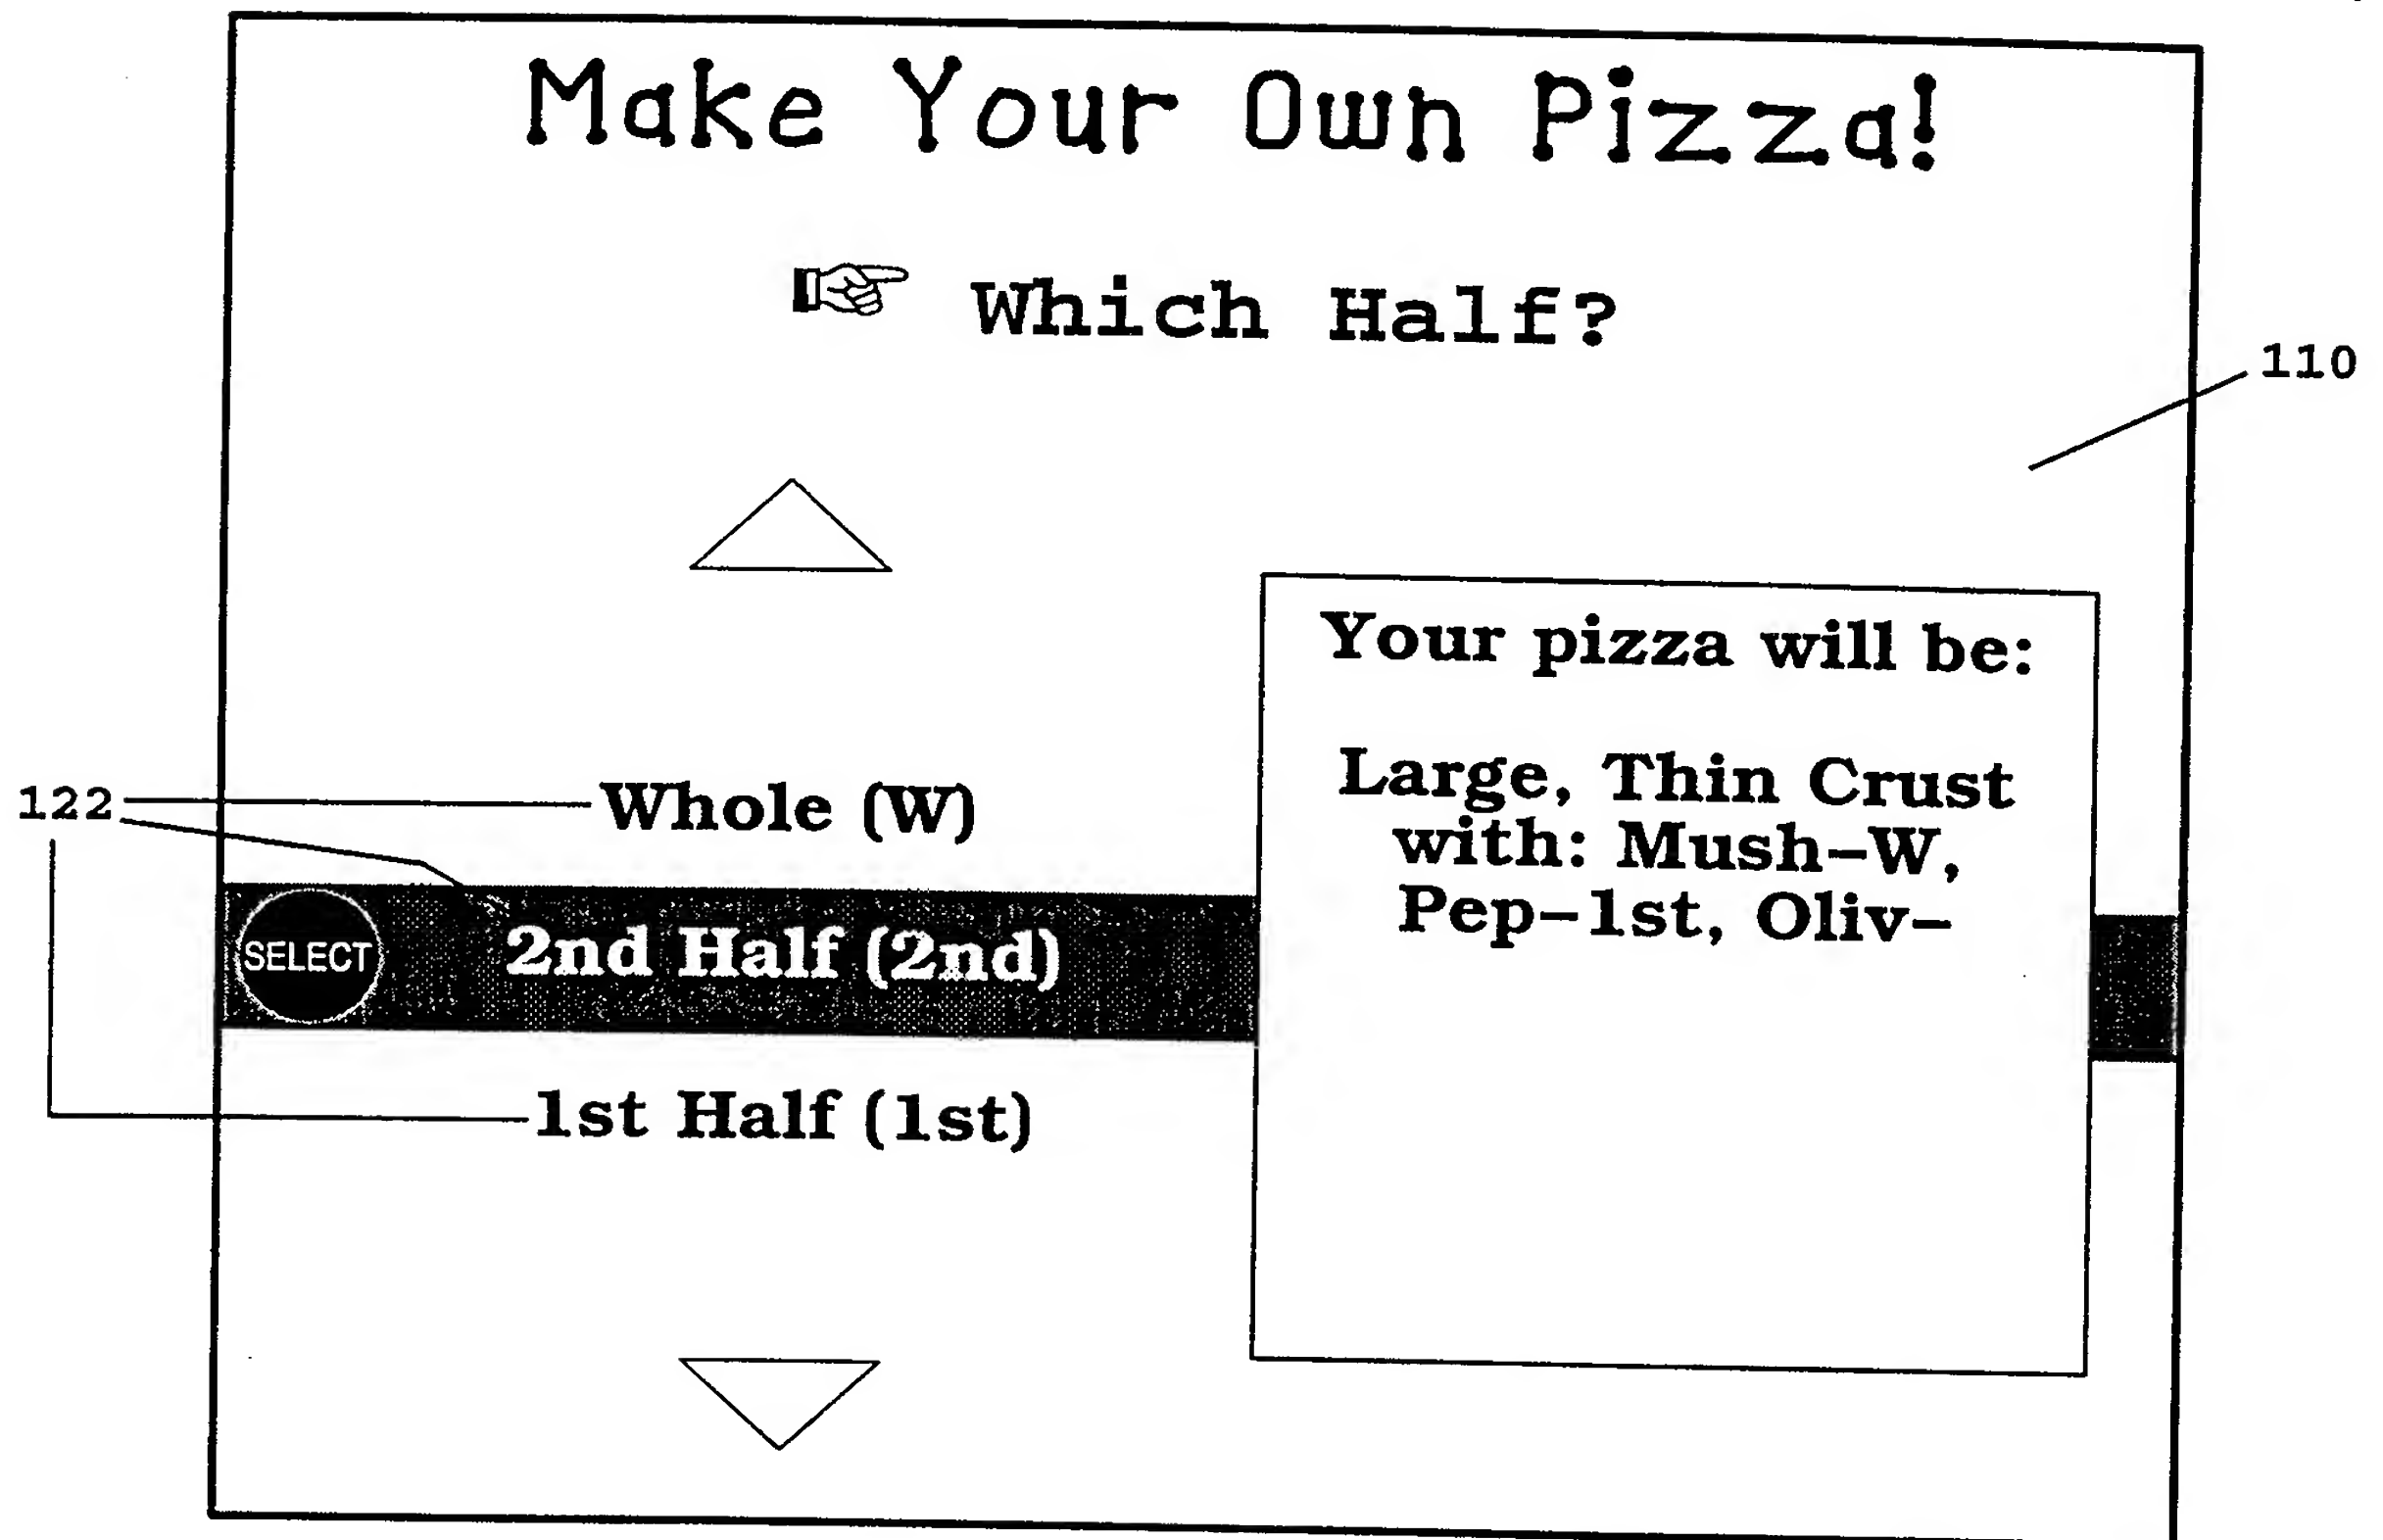 Make Your Own Pizza!
☞ Which Half?
110
Your pizza will be:
Large, Thin Crust
with: Mush–W,
Pep–1st, Oliv–
122
Whole (W)
SELECT
2nd Half (2nd)
1st Half (1st)